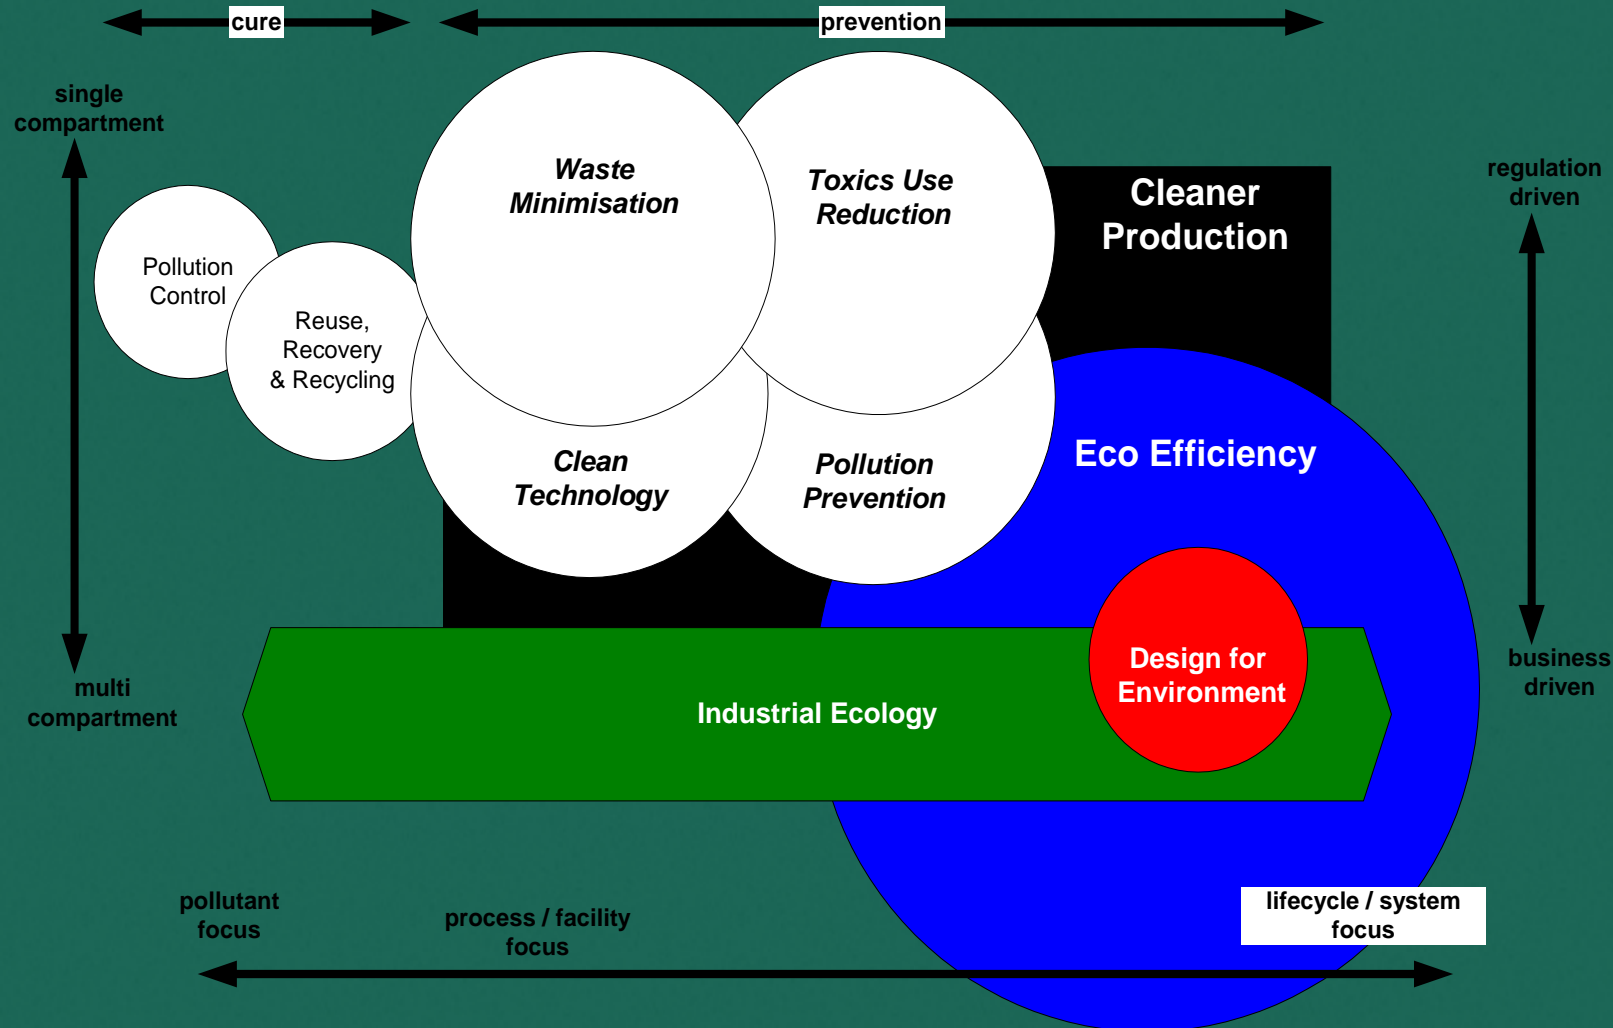 cure
prevention
single
compartment
Waste
Minimisation
Toxics Use
Reduction
Cleaner
Production
regulation
driven
Pollution
Control
Reuse,
Recovery
& Recycling
Clean
Technology
Pollution
Prevention
Eco Efficiency
multi
compartment
Industrial Ecology
Design for
Environment
business
driven
pollutant
focus
process / facility
focus
lifecycle / system
focus